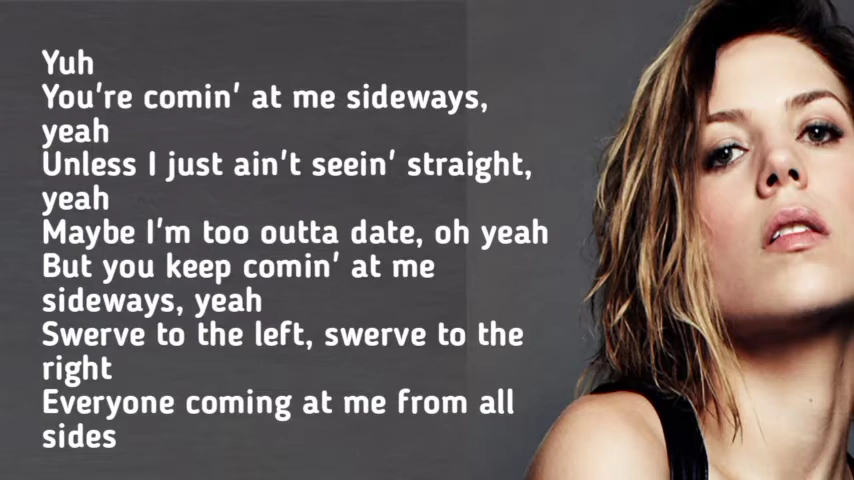 Yuh
You're comin' at me sideways,
yeah
Unless I just ain't seein' straight,
yeah
Maybe I'm too outta date, oh yeah
But you keep comin' at me
sideways, yeah
Swerve to the left, swerve to the
right
Everyone coming at me from all
sides